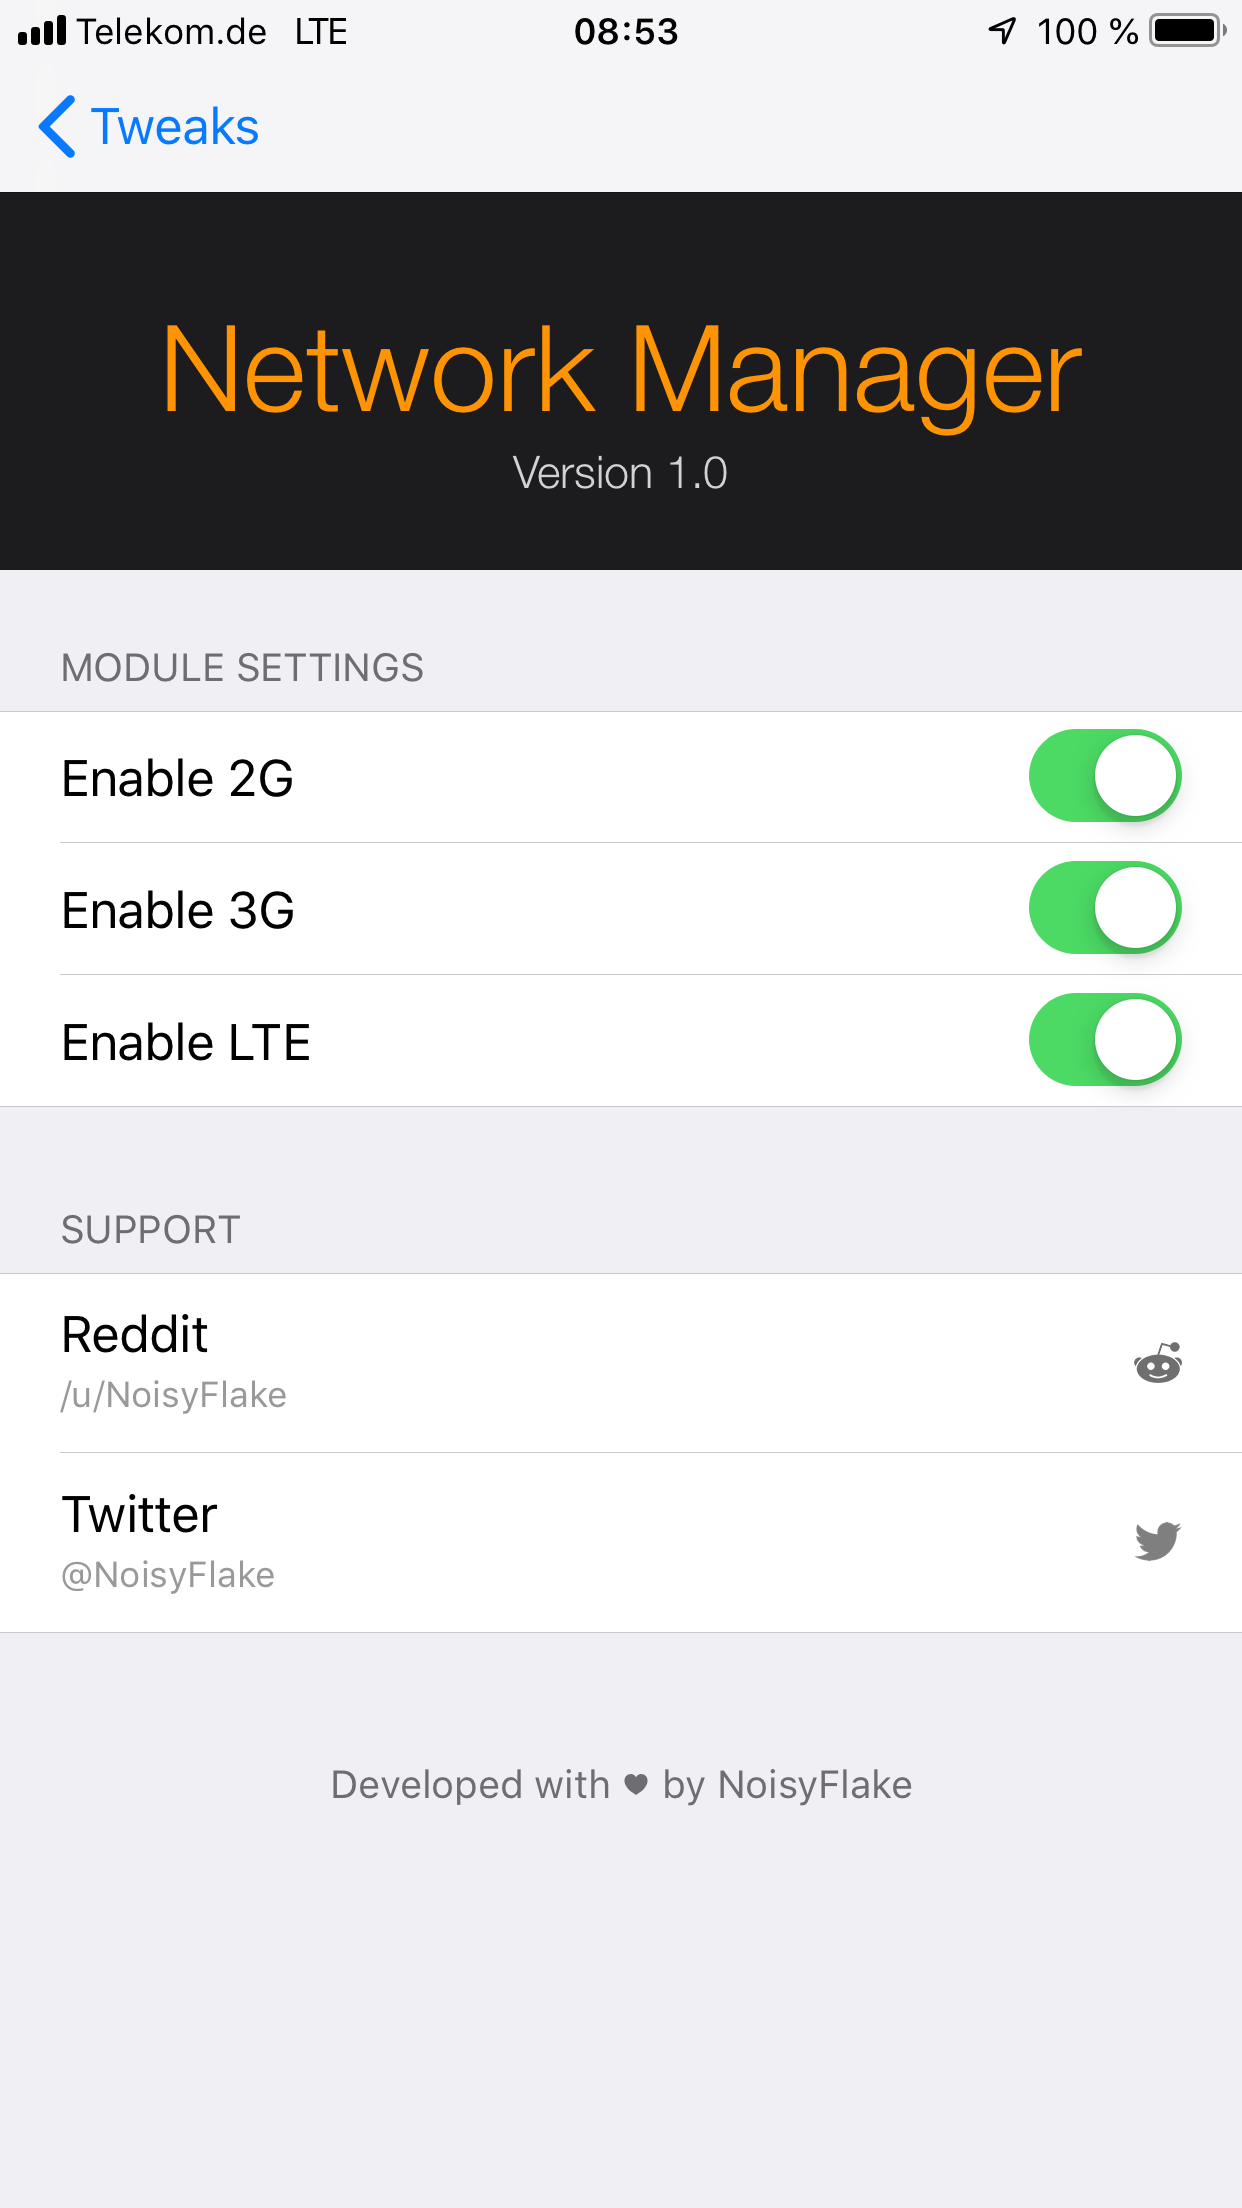 Telekom.de LTE 08:53 100 %
Tweaks
Network Manager
Version 1.0
MODULE SETTINGS
Enable 2G
Enable 3G
Enable LTE
SUPPORT
Reddit
/u/NoisyFlake
Twitter
@NoisyFlake
Developed with ♥ by NoisyFlake